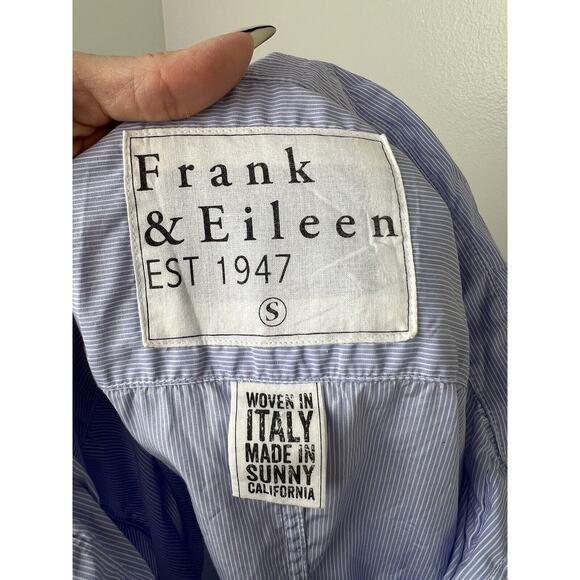 Frank
& Eileen
EST 1947
S
WOVEN IN
ITALY
MADE IN
SUNNY
CALIFORNIA